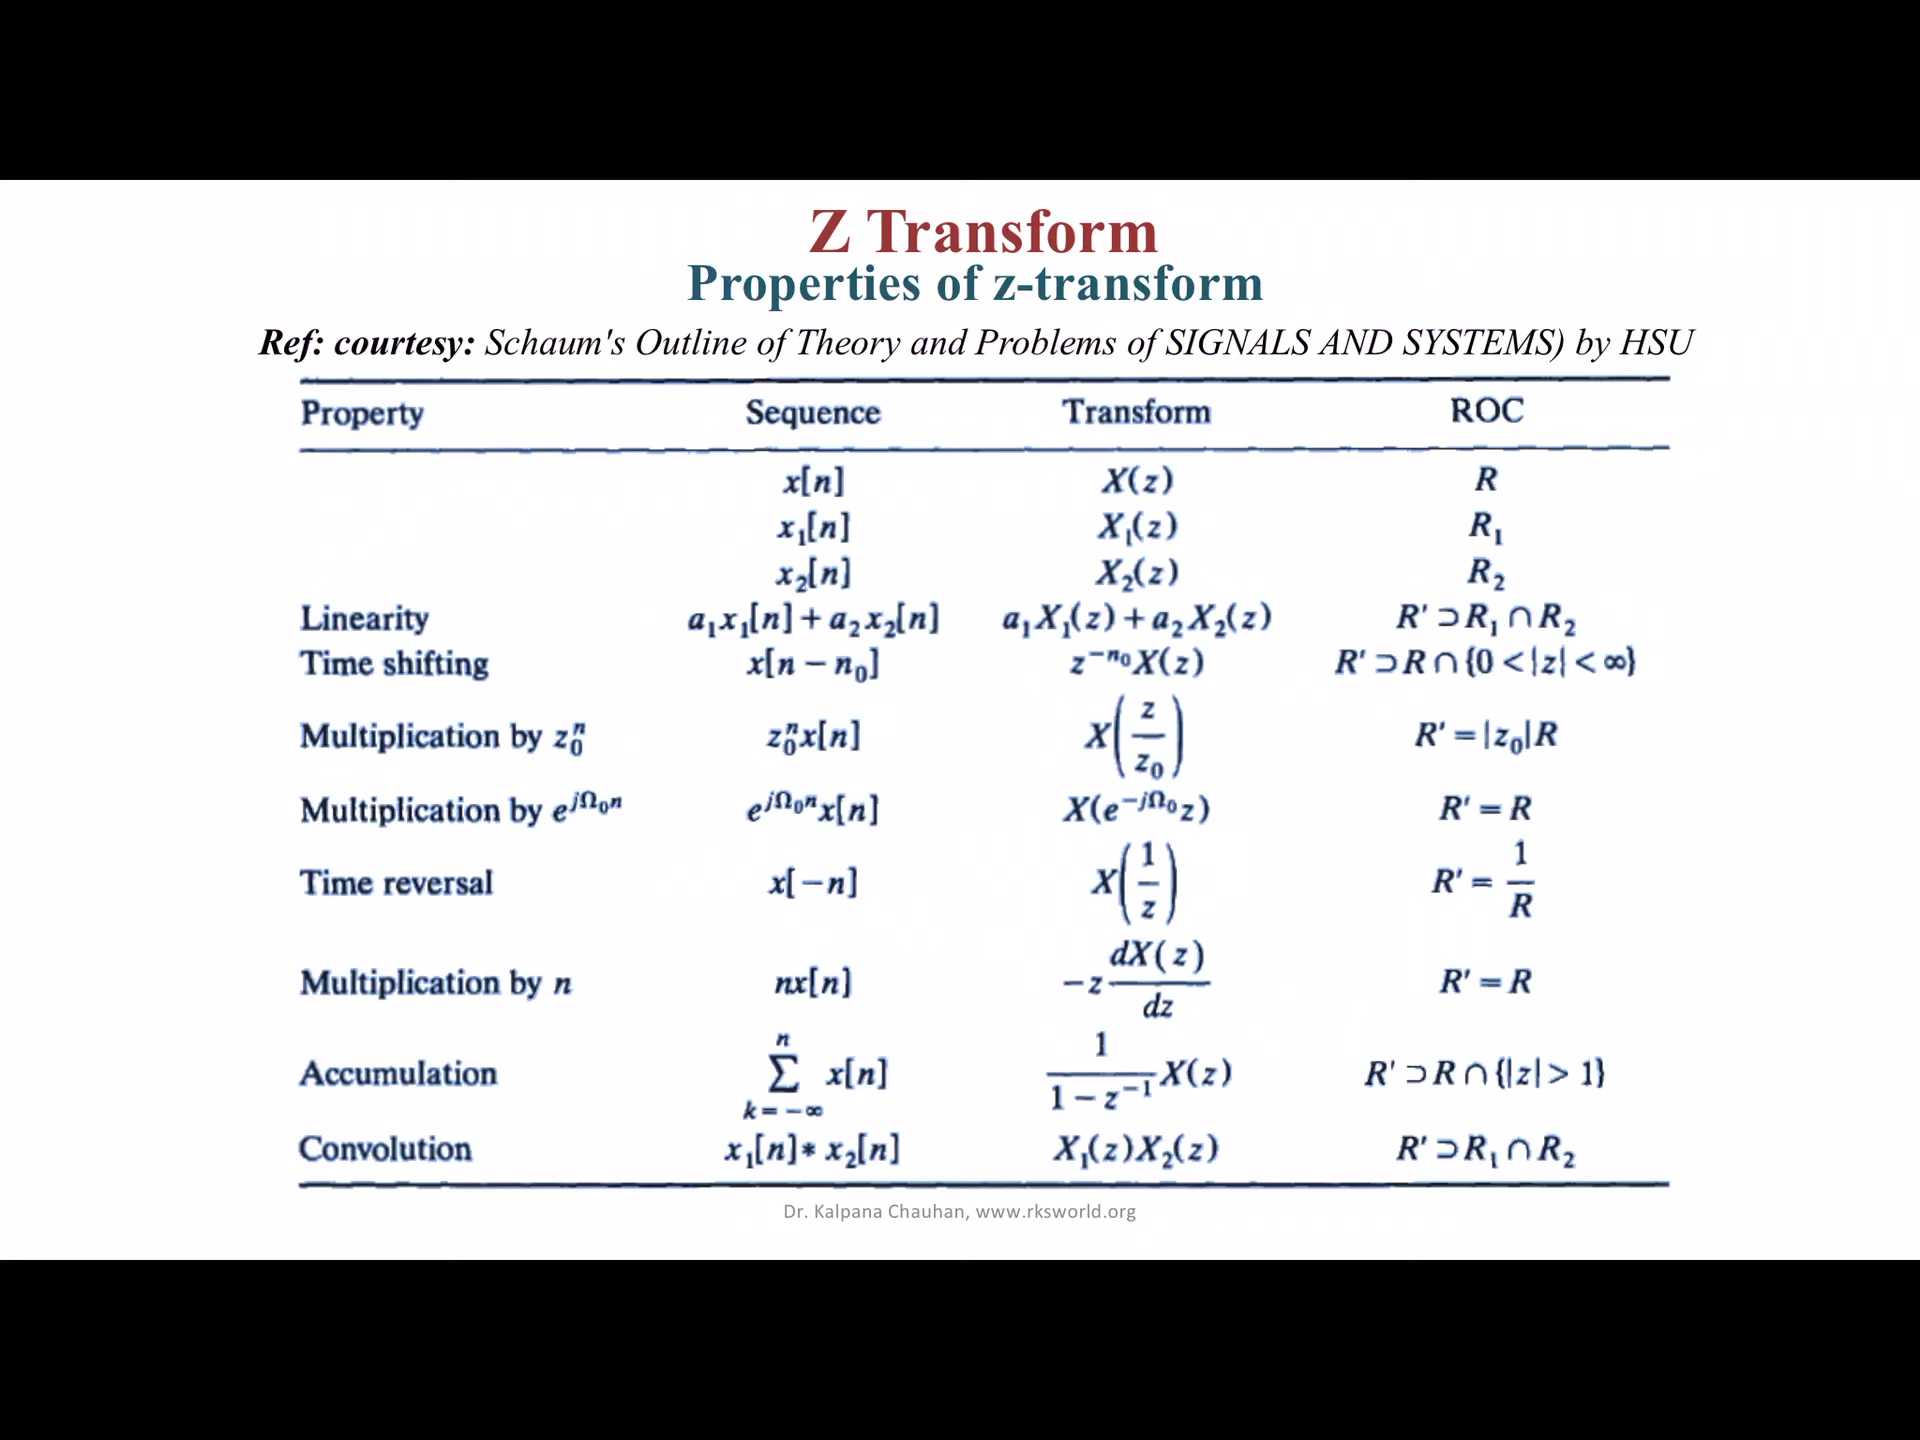 Z Transform
Properties of z-transform
Ref: courtesy: Schaum's Outline of Theory and Problems of SIGNALS AND SYSTEMS) by HSU
Property Sequence Transform ROC
x[n] X(z) R
x₁[n] X₁(z) R₁
x₂[n] X₂(z) R₂
Linearity a₁x₁[n] + a₂x₂[n] a₁X₁(z) + a₂X₂(z) R′ ⊃ R₁ ∩ R₂
Time shifting x[n − n₀] z^{−n₀}X(z) R′ ⊃ R ∩ {0 < |z| < ∞}
Multiplication by z₀ⁿ z₀ⁿx[n] X(z/z₀) R′ = |z₀|R
Multiplication by e^{jΩ₀n} e^{jΩ₀n}x[n] X(e^{−jΩ₀}z) R′ = R
Time reversal x[−n] X(1/z) R′ = 1/R
Multiplication by n nx[n] −z dX(z)/dz R′ = R
Accumulation ∑_{k=−∞}^{n} x[n] 1/(1 − z^{−1}) X(z) R′ ⊃ R ∩ {|z| > 1}
Convolution x₁[n] * x₂[n] X₁(z)X₂(z) R′ ⊃ R₁ ∩ R₂
Dr. Kalpana Chauhan, www.rksworld.org